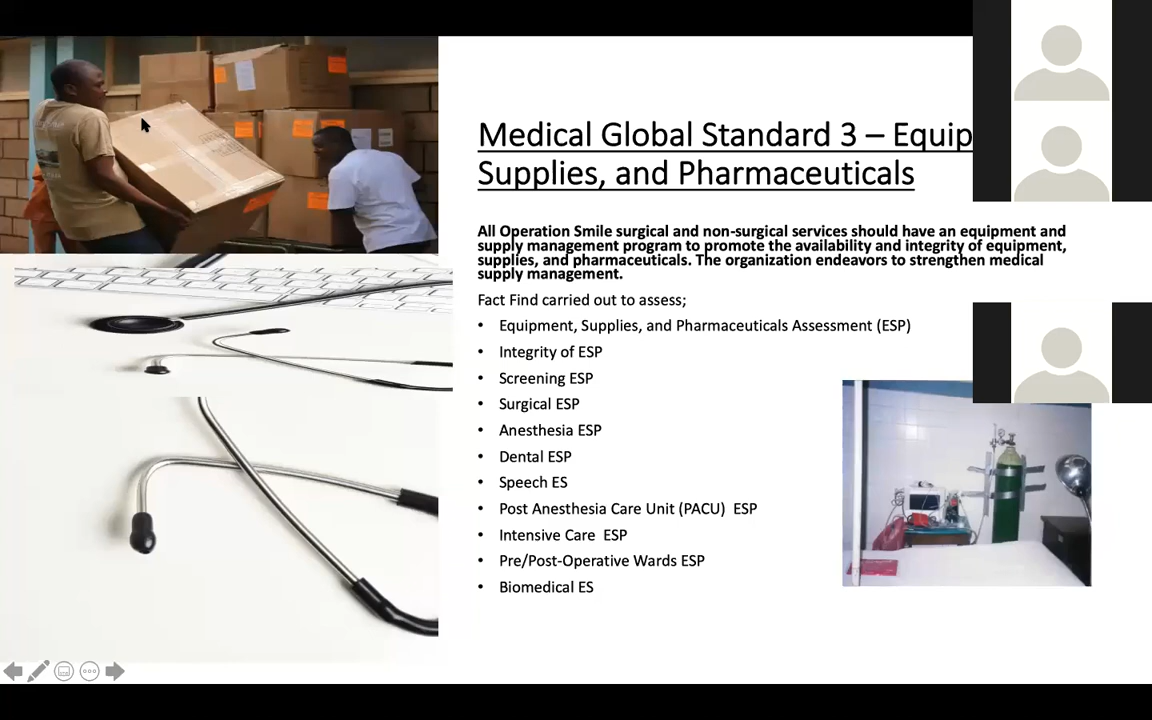 Medical Global Standard 3 – Equip
Supplies, and Pharmaceuticals
All Operation Smile surgical and non-surgical services should have an equipment and
supply management program to promote the availability and integrity of equipment,
supplies, and pharmaceuticals. The organization endeavors to strengthen medical
supply management.
Fact Find carried out to assess;
• Equipment, Supplies, and Pharmaceuticals Assessment (ESP)
• Integrity of ESP
• Screening ESP
• Surgical ESP
• Anesthesia ESP
• Dental ESP
• Speech ES
• Post Anesthesia Care Unit (PACU) ESP
• Intensive Care ESP
• Pre/Post-Operative Wards ESP
• Biomedical ES